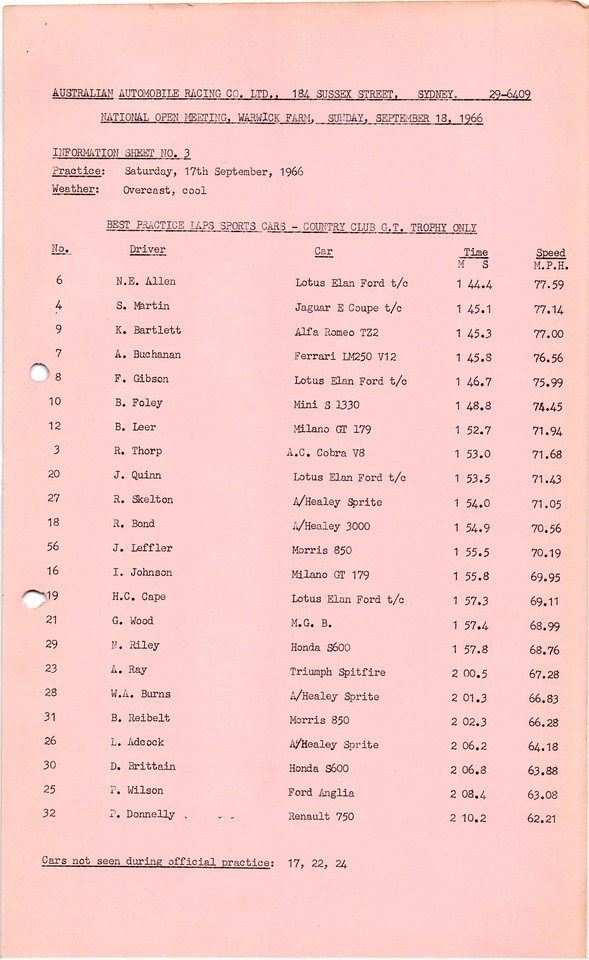 AUSTRALIAN AUTOMOBILE RACING CO. LTD., 184 SUSSEX STREET, SYDNEY. 29-6409
NATIONAL OPEN MEETING, WARWICK FARM, SUNDAY, SEPTEMBER 18, 1966
INFORMATION SHEET NO. 3
Practice: Saturday, 17th September, 1966
Weather: Overcast, cool
BEST PRACTICE LAPS SPORTS CARS - COUNTRY CLUB G.T. TROPHY ONLY
No. Driver Car Time Speed
M S M.P.H.
6 N.E. Allen Lotus Elan Ford t/c 1 44.4 77.59
4 S. Martin Jaguar E Coupe t/c 1 45.1 77.14
9 K. Bartlett Alfa Romeo TZ2 1 45.3 77.00
7 A. Buchanan Ferrari LM250 V12 1 45.8 76.56
8 F. Gibson Lotus Elan Ford t/c 1 46.7 75.99
10 B. Foley Mini S 1330 1 48.8 74.45
12 B. Leer Milano GT 179 1 52.7 71.94
3 R. Thorp A.C. Cobra V8 1 53.0 71.68
20 J. Quinn Lotus Elan Ford t/c 1 53.5 71.43
27 R. Skelton A/Healey Sprite 1 54.0 71.05
18 R. Bond A/Healey 3000 1 54.9 70.56
56 J. Leffler Morris 850 1 55.5 70.19
16 I. Johnson Milano GT 179 1 55.8 69.95
19 H.C. Cape Lotus Elan Ford t/c 1 57.3 69.11
21 G. Wood M.G. B. 1 57.4 68.99
29 N. Riley Honda S600 1 57.8 68.76
23 A. Ray Triumph Spitfire 2 00.5 67.28
28 W.A. Burns A/Healey Sprite 2 01.3 66.83
31 B. Reibelt Morris 850 2 02.3 66.28
26 L. Adcock A/Healey Sprite 2 06.2 64.18
30 D. Brittain Honda S600 2 06.8 63.88
25 F. Wilson Ford Anglia 2 08.4 63.08
32 P. Donnelly Renault 750 2 10.2 62.21
Cars not seen during official practice: 17, 22, 24